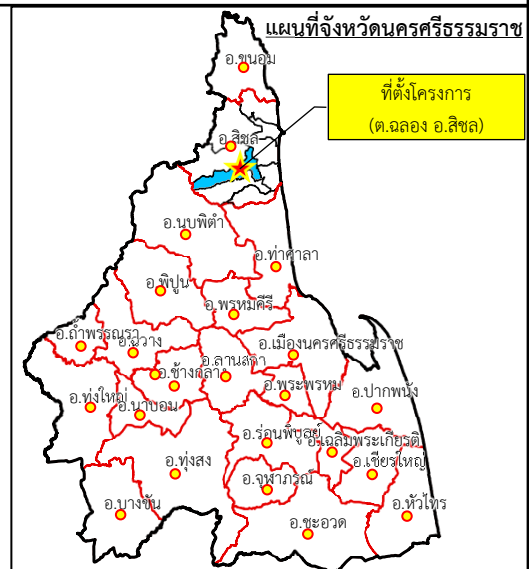 แผนที่จังหวัดนครศรีธรรมราช
อ.ขนอม
ที่ตั้งโครงการ
(ต.ฉลอง อ.สิชล)
อ.สิชล
อ.นบพิตำ
อ.ท่าศาลา
อ.พิปูน
อ.พรหมคีรี
อ.ถ้ำพรรณรา
อ.ฉวาง
อ.เมืองนครศรีธรรมราช
อ.ลานสกา
อ.ช้างกลาง
อ.พระพรหม
อ.ปากพนัง
อ.ทุ่งใหญ่
อ.นาบอน
อ.ร่อนพิบูลย์
อ.เฉลิมพระเกียรติ
อ.ทุ่งสง
อ.เชียรใหญ่
อ.จุฬาภรณ์
อ.บางขัน
อ.หัวไทร
อ.ชะอวด